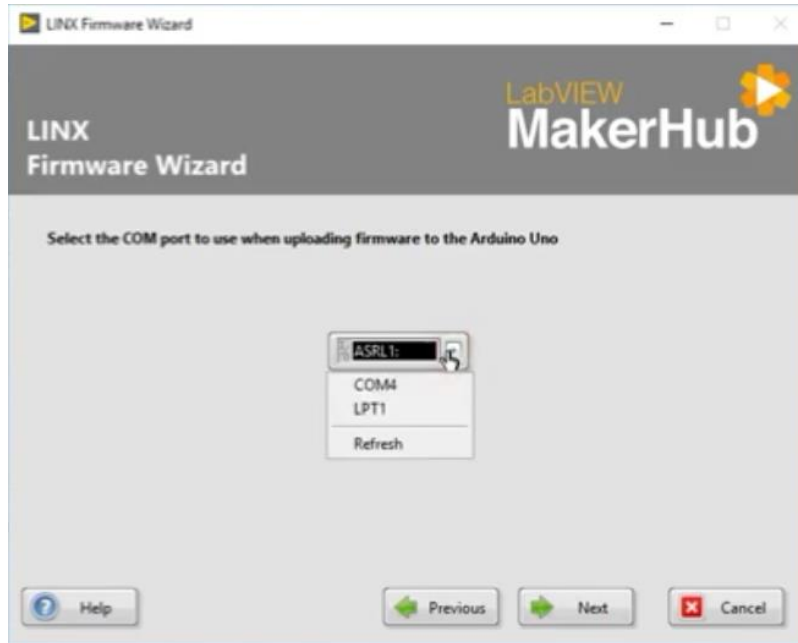 LINX Firmware Wizard
LabVIEW
MakerHub
LINX
Firmware Wizard
Select the COM port to use when uploading firmware to the Arduino Uno
ASRL1:
COM4
LPT1
Refresh
Help
Previous
Next
Cancel